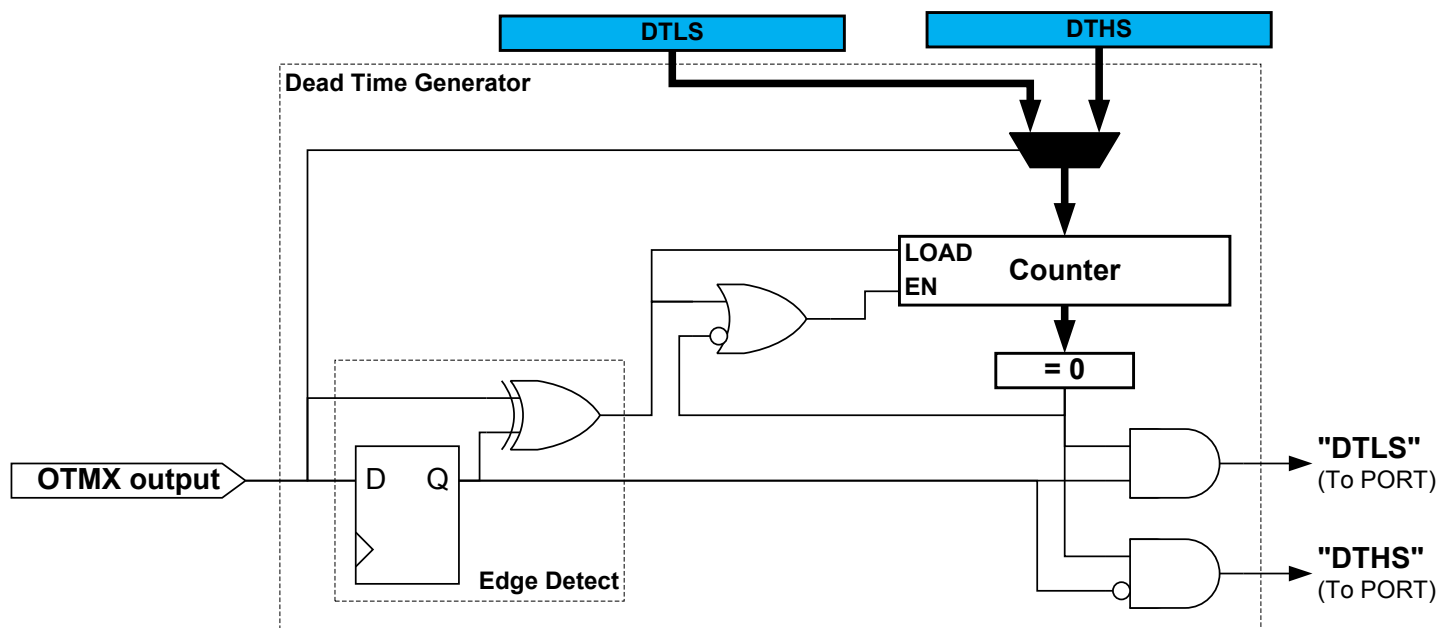 DTLS
DTHS
Dead Time Generator
LOAD
Counter
EN
= 0
OTMX output
D
Q
Edge Detect
"DTLS"
(To PORT)
"DTHS"
(To PORT)